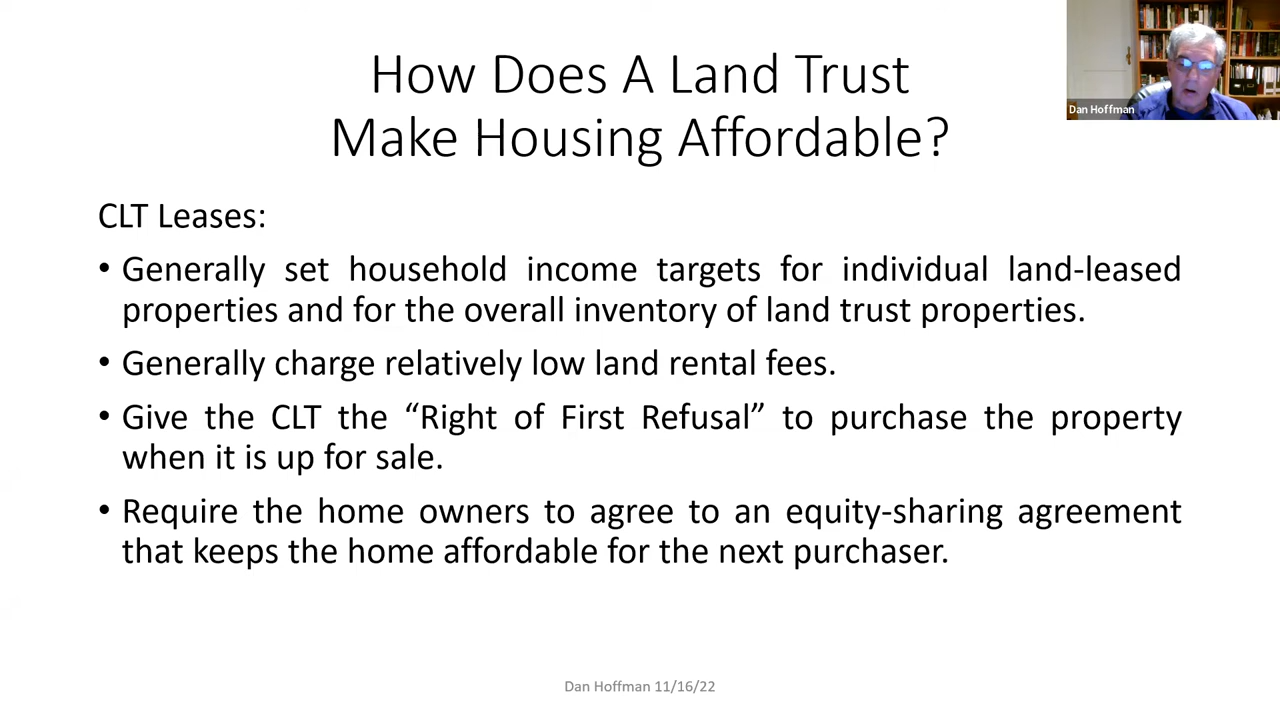 How Does A Land Trust
Make Housing Affordable?
Dan Hoffman
CLT Leases:
• Generally set household income targets for individual land-leased
properties and for the overall inventory of land trust properties.
• Generally charge relatively low land rental fees.
• Give the CLT the “Right of First Refusal” to purchase the property
when it is up for sale.
• Require the home owners to agree to an equity-sharing agreement
that keeps the home affordable for the next purchaser.
Dan Hoffman 11/16/22